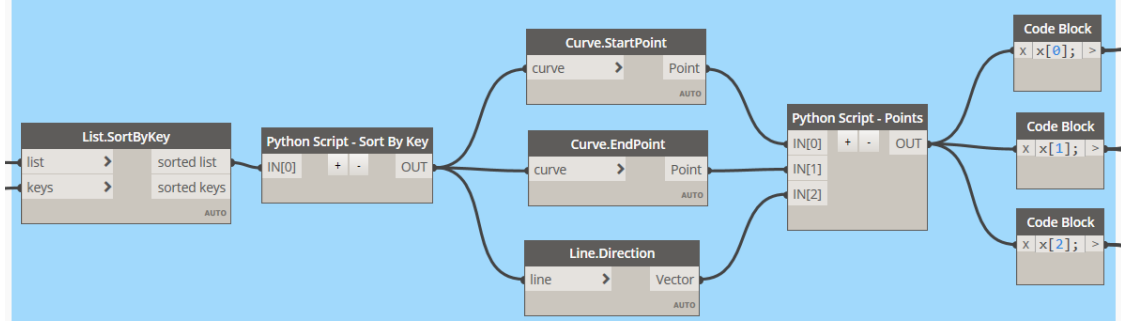 List.SortByKey
list > sorted list
keys > sorted keys
AUTO
Python Script - Sort By Key
IN[0] + - OUT
Curve.StartPoint
curve > Point
AUTO
Curve.EndPoint
curve > Point
AUTO
Line.Direction
line > Vector
AUTO
Python Script - Points
IN[0] + - OUT
IN[1]
IN[2]
Code Block
x x[0]; >
Code Block
x x[1]; >
Code Block
x x[2]; >